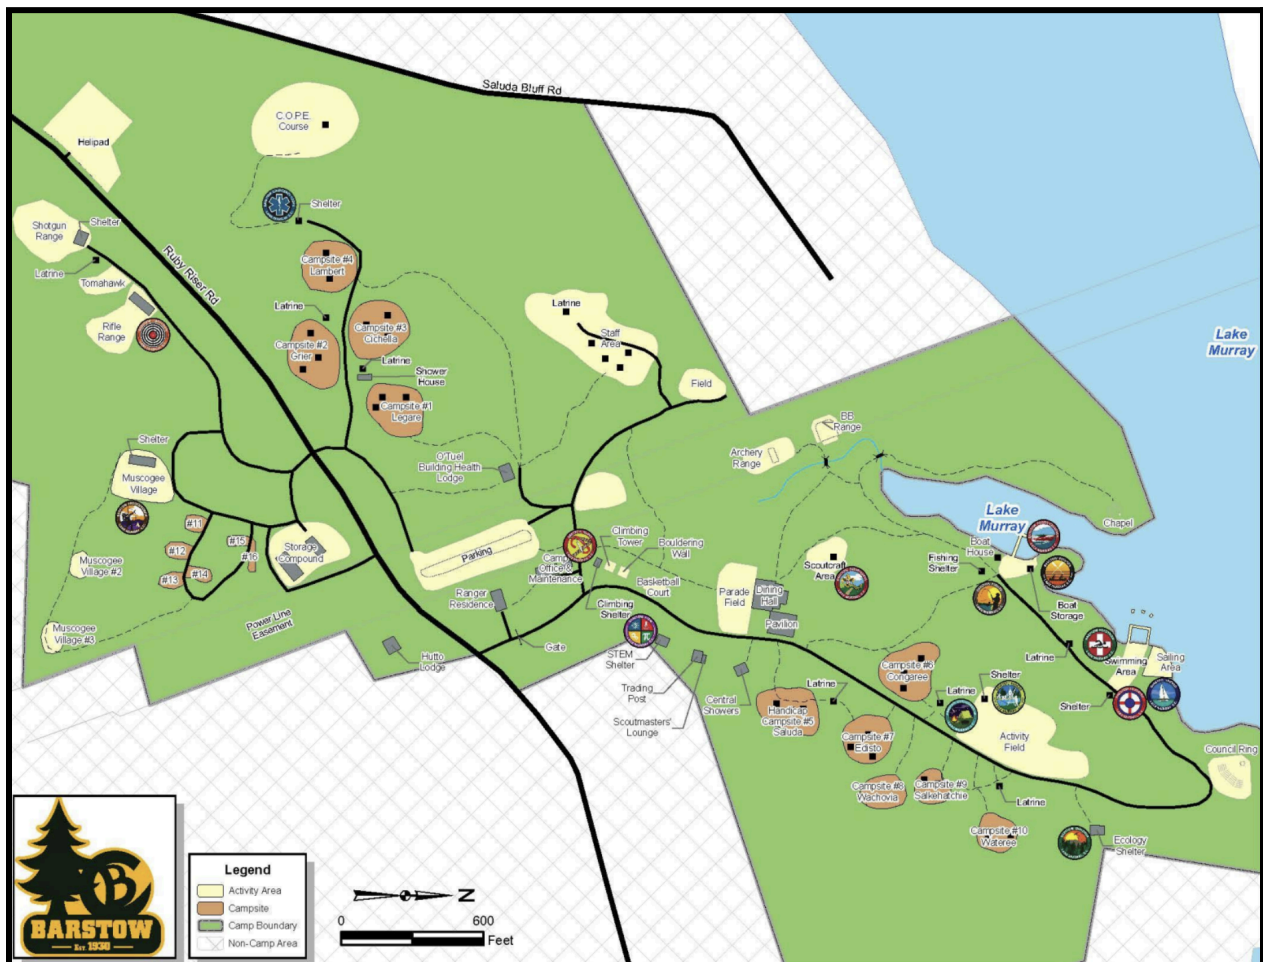 Saluda Bluff Rd
C.O.P.E.
Course
Helipad
Shelter
Shotgun
Range
Shelter
Latrine
Tomahawk
Rifle
Range
Ruby Riser Rd
Campsite #4
Lambert
Latrine
Campsite #3
Cichella
Campsite #2
Grier
Latrine
Shower
House
Campsite #1
Legare
Latrine
Staff
Area
Field
Lake
Murray
BB
Range
Archery
Range
O'Tuel
Building Health
Lodge
Shelter
Muscogee
Village
#11
#12
#13
#14
#15
#16
Muscogee
Village #2
Muscogee
Village #3
Storage
Compound
Power Line
Easement
Parking
Camp
Office &
Maintenance
Climbing
Tower
Bouldering
Wall
Basketball
Court
Climbing
Shelter
Ranger
Residence
Gate
Hutto
Lodge
STEM
Shelter
Trading
Post
Scoutmasters'
Lounge
Central
Showers
Parade
Field
Dining
Hall
Pavilion
Scoutcraft
Area
Lake
Murray
Chapel
Boat
House
Fishing
Shelter
Boat
Storage
Latrine
Swimming
Area
Sailing
Area
Shelter
Council Ring
Campsite #6
Congaree
Latrine
Shelter
Latrine
Handicap
Campsite #5
Saluda
Campsite #7
Edisto
Activity
Field
Campsite #8
Wachovia
Campsite #9
Salkehatchie
Latrine
Campsite #10
Wateree
Ecology
Shelter
B
BARSTOW
EST 1930
Legend
Activity Area
Campsite
Camp Boundary
Non-Camp Area
N
0 600
Feet